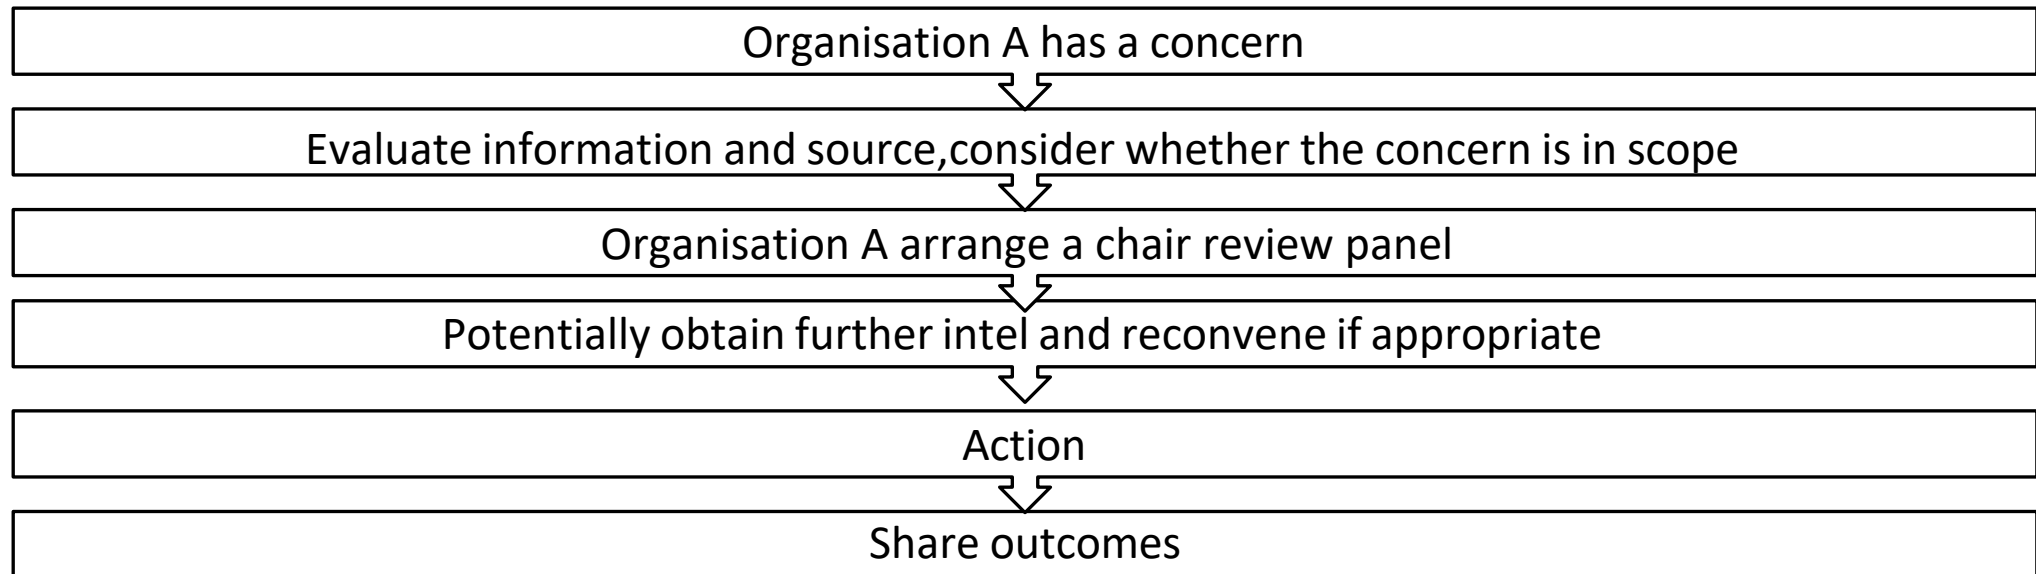 Organisation A has a concern
Evaluate information and source,consider whether the concern is in scope
Organisation A arrange a chair review panel
Potentially obtain further intel and reconvene if appropriate
Action
Share outcomes